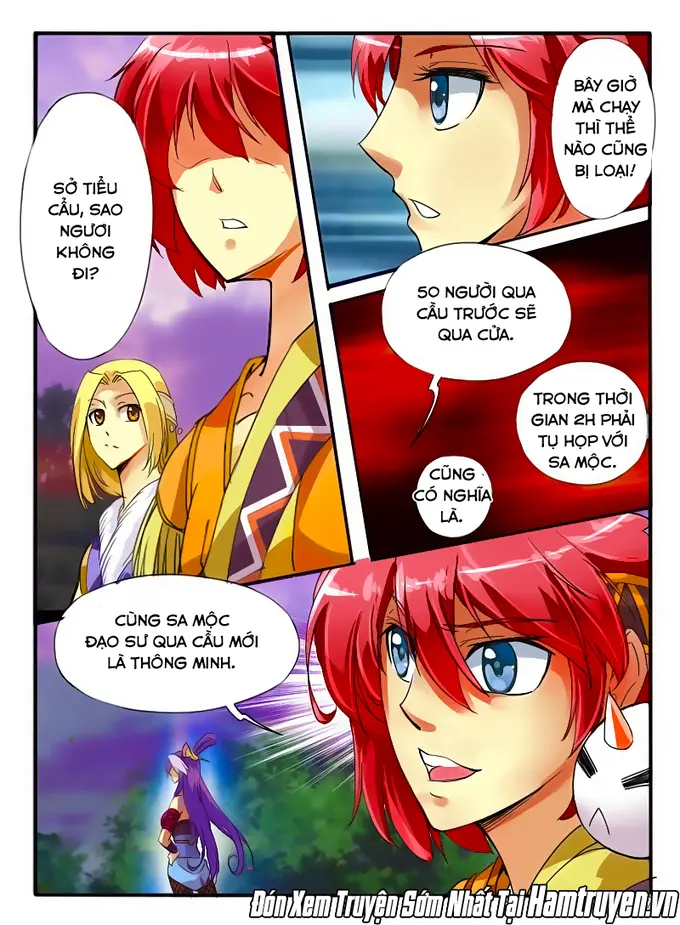 SỞ TIỂU
CẨU, SAO
NGƯƠI
KHÔNG
ĐI?
BÂY GIỜ
MÀ CHẠY
THÌ THẾ
NÀO CŨNG
BỊ LOẠI!
50 NGƯỜI QUA
CẦU TRƯỚC SẼ
QUA CỬA.
TRONG THỜI
GIAN 2H PHẢI
TỤ HỌP VỚI
SA MỘC.
CŨNG
CÓ NGHĨA
LÀ.
CÙNG SA MỘC
ĐẠO SƯ QUA CẦU MỚI
LÀ THÔNG MINH.
Đón Xem Truyện Sớm Nhất Tại Hamtruyen.vn